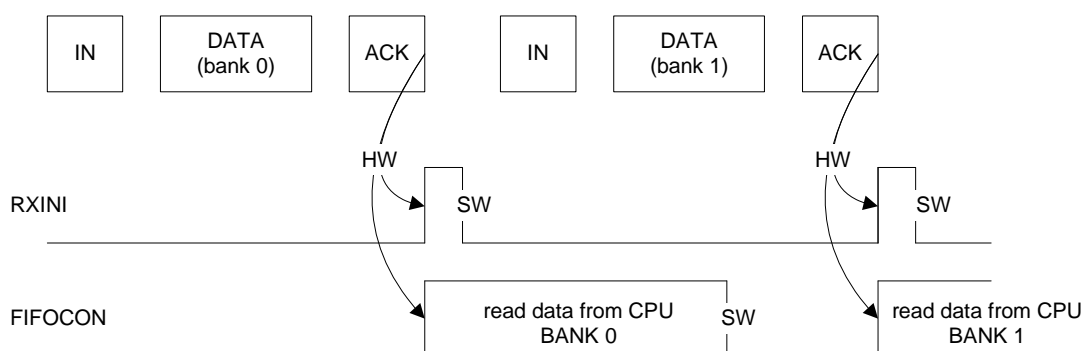 IN
DATA
(bank 0)
ACK
IN
DATA
(bank 1)
ACK
HW
HW
RXINI
SW
SW
FIFOCON
read data from CPU
BANK 0
SW
read data from CPU
BANK 1